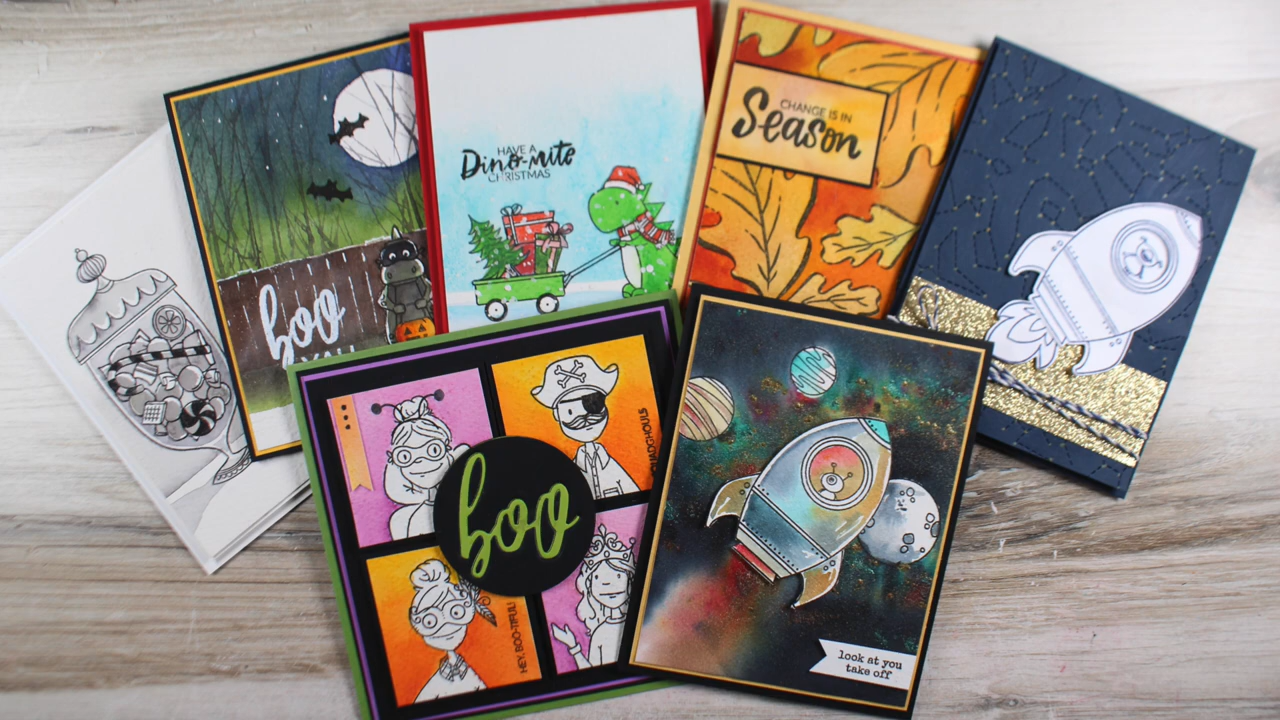 boo
HAVE A
Dino-mite
CHRISTMAS
CHANGE IS IN
Season
boo
HEY, BOO-TIFUL!
look at you
take off